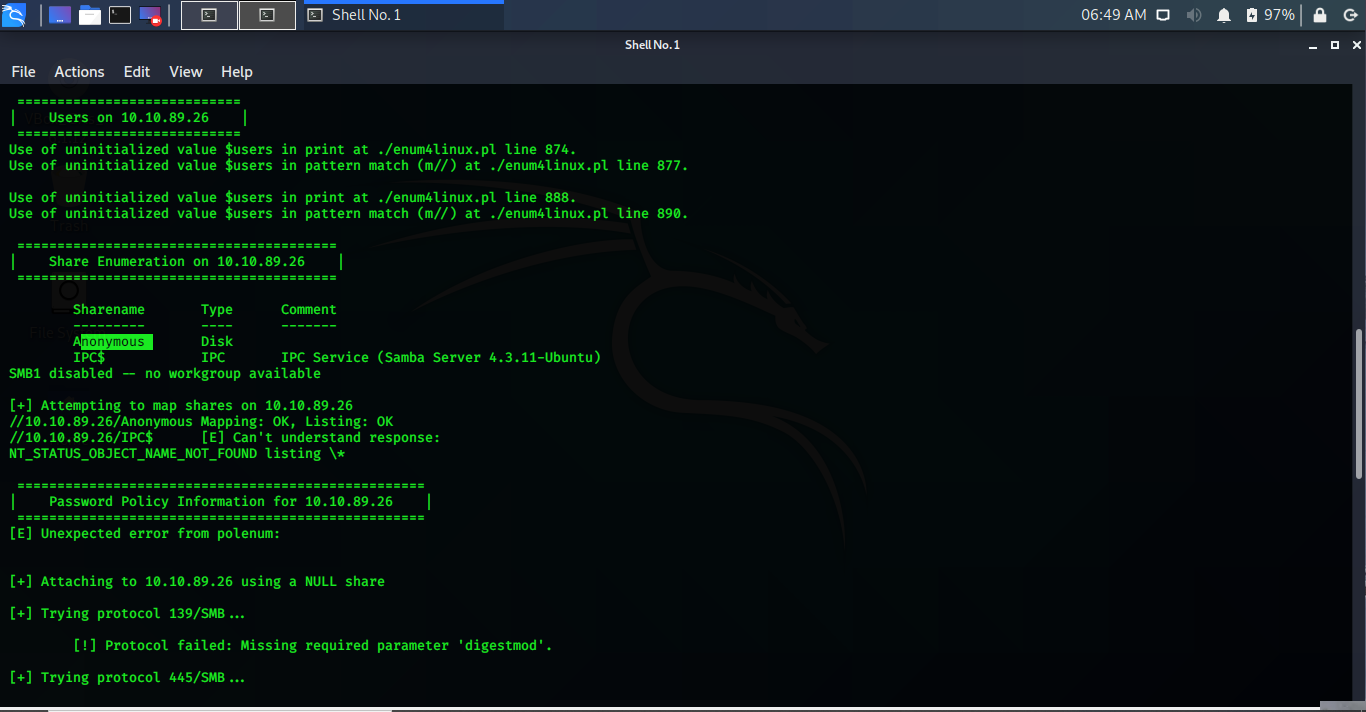 Shell No. 1
06:49 AM
97%
Shell No. 1
File Actions Edit View Help
============================
| Users on 10.10.89.26 |
============================
Use of uninitialized value $users in print at ./enum4linux.pl line 874.
Use of uninitialized value $users in pattern match (m//) at ./enum4linux.pl line 877.
Use of uninitialized value $users in print at ./enum4linux.pl line 888.
Use of uninitialized value $users in pattern match (m//) at ./enum4linux.pl line 890.
========================================
| Share Enumeration on 10.10.89.26 |
========================================
Sharename Type Comment
--------- ---- -------
Anonymous Disk
IPC$ IPC IPC Service (Samba Server 4.3.11-Ubuntu)
SMB1 disabled -- no workgroup available
[+] Attempting to map shares on 10.10.89.26
//10.10.89.26/Anonymous Mapping: OK, Listing: OK
//10.10.89.26/IPC$ [E] Can't understand response:
NT_STATUS_OBJECT_NAME_NOT_FOUND listing \*
===================================================
| Password Policy Information for 10.10.89.26 |
===================================================
[E] Unexpected error from polenum:
[+] Attaching to 10.10.89.26 using a NULL share
[+] Trying protocol 139/SMB...
[!] Protocol failed: Missing required parameter 'digestmod'.
[+] Trying protocol 445/SMB...